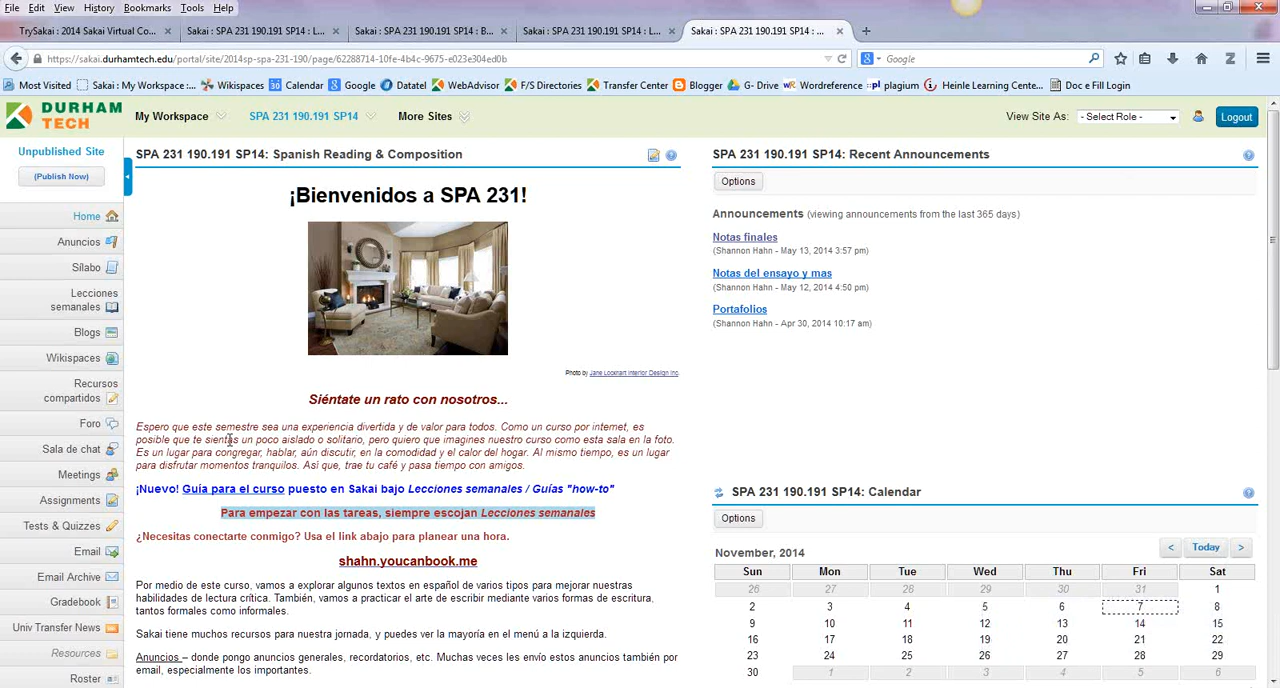 File Edit View History Bookmarks Tools Help
TrySakai : 2014 Sakai Virtual Co... × Sakai : SPA 231 190.191 SP14 : L... × Sakai : SPA 231 190.191 SP14 : B... × Sakai : SPA 231 190.191 SP14 : L... × Sakai : SPA 231 190.191 SP14 : ... × +
https://sakai.durhamtech.edu/portal/site/2014sp-spa-231-190/page/62288714-10fe-4b4c-9675-e023e304ed0b Google
Most Visited Sakai : My Workspace :... Wikispaces Calendar Google Datatel WebAdvisor F/S Directories Transfer Center Blogger G- Drive Wordreference plagium Heinle Learning Cente... Doc e Fill Login
DURHAM TECH My Workspace SPA 231 190.191 SP14 More Sites View Site As: - Select Role - Logout
Unpublished Site
(Publish Now)
Home
Anuncios
Sílabo
Lecciones semanales
Blogs
Wikispaces
Recursos compartidos
Foro
Sala de chat
Meetings
Assignments
Tests & Quizzes
Email
Email Archive
Gradebook
Univ Transfer News
Resources
Roster
SPA 231 190.191 SP14: Spanish Reading & Composition
¡Bienvenidos a SPA 231!
Photo by Jane Lockhart Interior Design Inc
Siéntate un rato con nosotros...
Espero que este semestre sea una experiencia divertida y de valor para todos. Como un curso por internet, es
posible que te sientas un poco aislado o solitario, pero quiero que imagines nuestro curso como esta sala en la foto.
Es un lugar para congregar, hablar, aún discutir, en la comodidad y el calor del hogar. Al mismo tiempo, es un lugar
para disfrutar momentos tranquilos. Así que, trae tu café y pasa tiempo con amigos.
¡Nuevo! Guía para el curso puesto en Sakai bajo Lecciones semanales / Guías "how-to"
Para empezar con las tareas, siempre escojan Lecciones semanales
¿Necesitas conectarte conmigo? Usa el link abajo para planear una hora.
shahn.youcanbook.me
Por medio de este curso, vamos a explorar algunos textos en español de varios tipos para mejorar nuestras
habilidades de lectura crítica. También, vamos a practicar el arte de escribir mediante varios formas de escritura,
tantos formales como informales.
Sakai tiene muchos recursos para nuestra jornada, y puedes ver la mayoría en el menú a la izquierda.
Anuncios – donde pongo anuncios generales, recordatorios, etc. Muchas veces les envío estos anuncios también por
email, especialmente los importantes.
SPA 231 190.191 SP14: Recent Announcements
Options
Announcements (viewing announcements from the last 365 days)
Notas finales
(Shannon Hahn - May 13, 2014 3:57 pm)
Notas del ensayo y mas
(Shannon Hahn - May 12, 2014 4:50 pm)
Portafolios
(Shannon Hahn - Apr 30, 2014 10:17 am)
SPA 231 190.191 SP14: Calendar
Options
November, 2014 < Today >
Sun Mon Tue Wed Thu Fri Sat
26 27 28 29 30 31 1
2 3 4 5 6 7 8
9 10 11 12 13 14 15
16 17 18 19 20 21 22
23 24 25 26 27 28 29
30 1 2 3 4 5 6